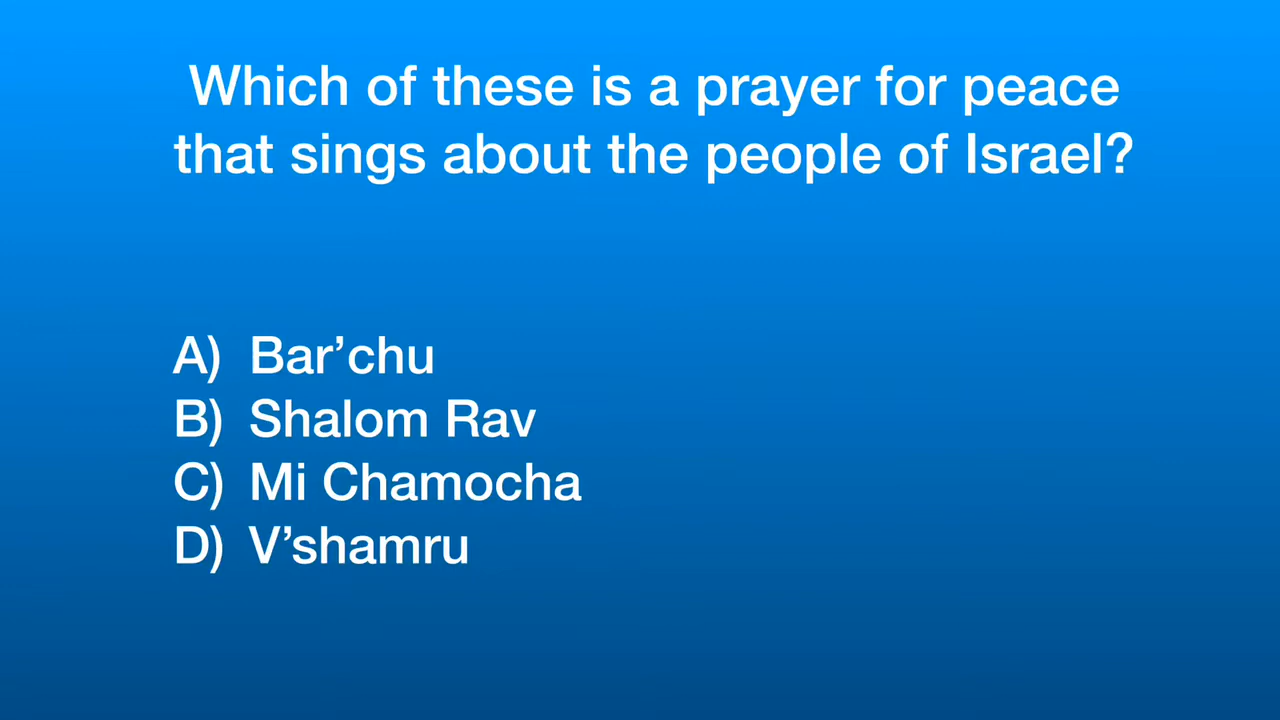 Which of these is a prayer for peace
that sings about the people of Israel?
A) Bar’chu
B) Shalom Rav
C) Mi Chamocha
D) V’shamru